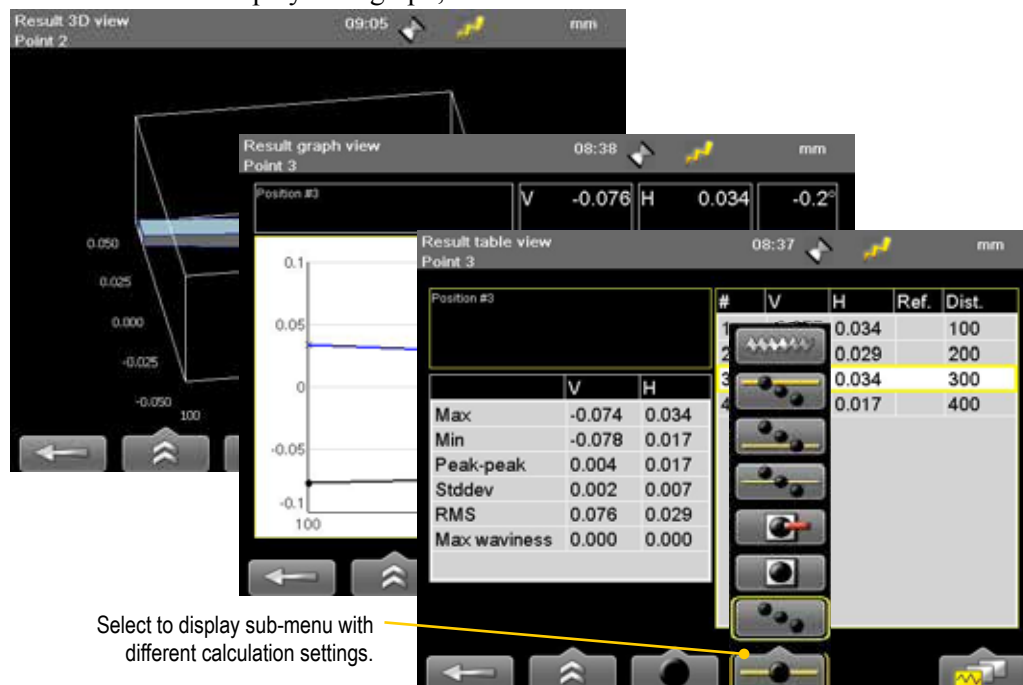 Result 3D view 09:05 mm
Point 2
0.050
0.025
0.000
-0.025
-0.050
100
Result graph view 08:38 mm
Point 3
Position #3 V -0.076 H 0.034 -0.2°
0.1
0.05
0
-0.05
-0.1
100
Result table view 08:37 mm
Point 3
Position #3
# V H Ref. Dist.
1 0.034 100
2 0.029 200
3 0.034 300
4 0.017 400
V H
Max -0.074 0.034
Min -0.078 0.017
Peak-peak 0.004 0.017
Stddev 0.002 0.007
RMS 0.076 0.029
Max waviness 0.000 0.000
Select to display sub-menu with
different calculation settings.